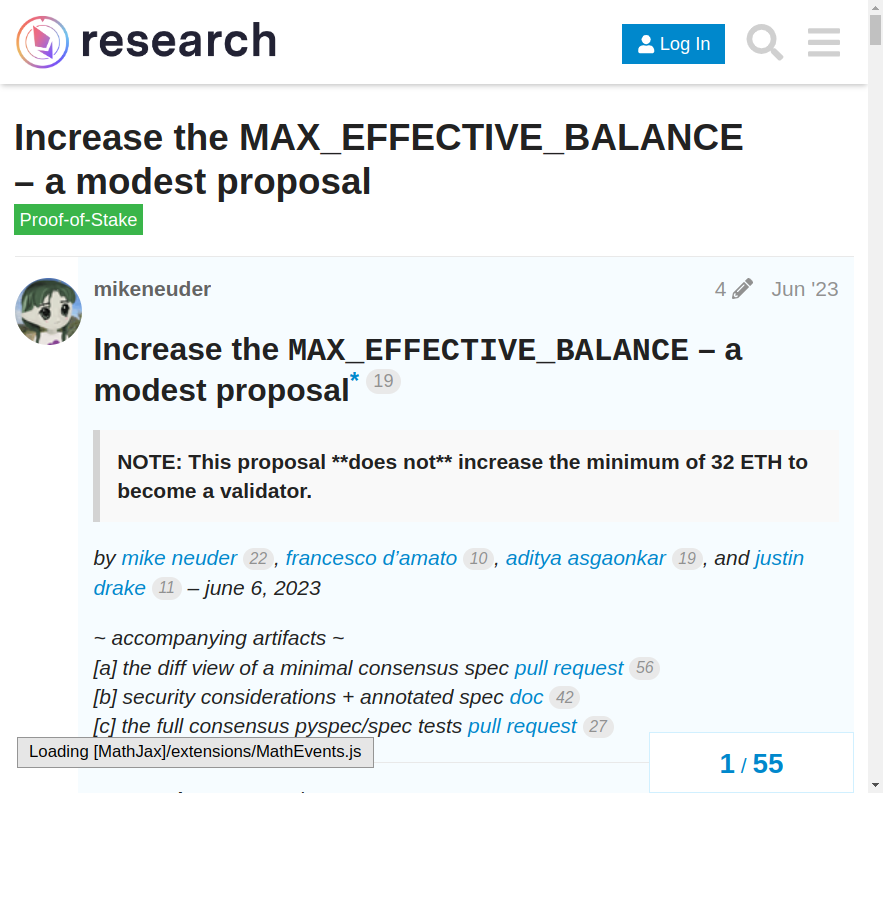 research
Log In
Increase the MAX_EFFECTIVE_BALANCE
– a modest proposal
Proof-of-Stake
mikeneuder 4 Jun '23
Increase the MAX_EFFECTIVE_BALANCE – a
modest proposal* 19
NOTE: This proposal **does not** increase the minimum of 32 ETH to
become a validator.
by mike neuder 22 , francesco d’amato 10 , aditya asgaonkar 19 , and justin
drake 11 – june 6, 2023
~ accompanying artifacts ~
[a] the diff view of a minimal consensus spec pull request 56
[b] security considerations + annotated spec doc 42
[c] the full consensus pyspec/spec tests pull request 27
Loading [MathJax]/extensions/MathEvents.js
1 / 55